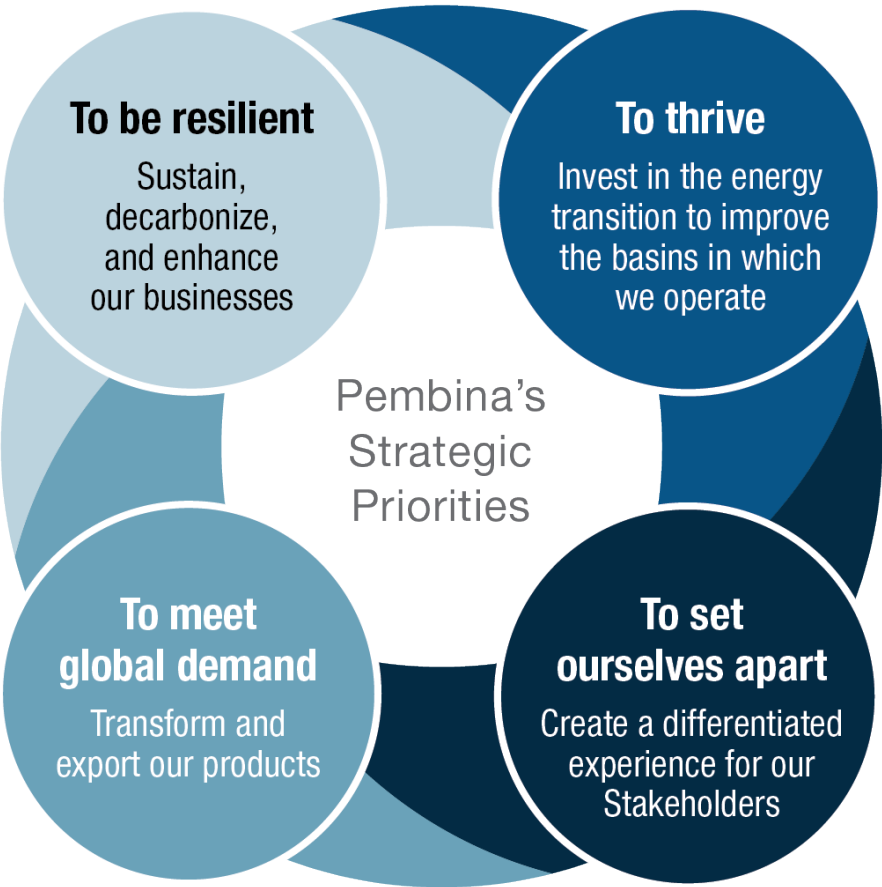 To be resilient
Sustain,
decarbonize,
and enhance
our businesses
To thrive
Invest in the energy
transition to improve
the basins in which
we operate
Pembina’s
Strategic
Priorities
To meet
global demand
Transform and
export our products
To set
ourselves apart
Create a differentiated
experience for our
Stakeholders